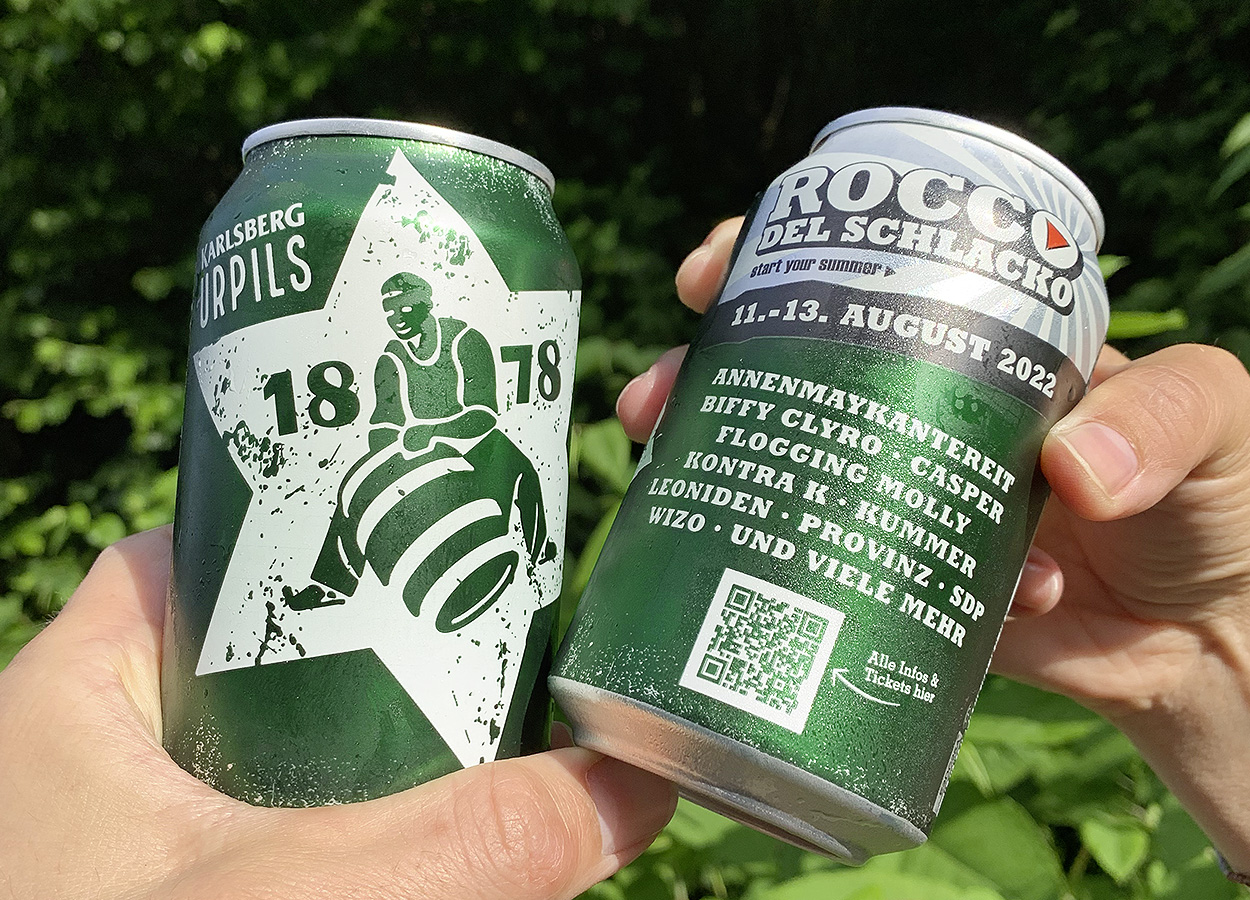 KARLSBERG
URPILS
18 78
ROCCO
DEL SCHLACKO
start your summer
11.-13. AUGUST 2022
ANNENMAYKANTEREIT
BIFFY CLYRO · CASPER
FLOGGING MOLLY
KONTRA K · KUMMER
LEONIDEN · PROVINZ · SDP
WIZO · UND VIELE MEHR
Alle Infos &
Tickets hier